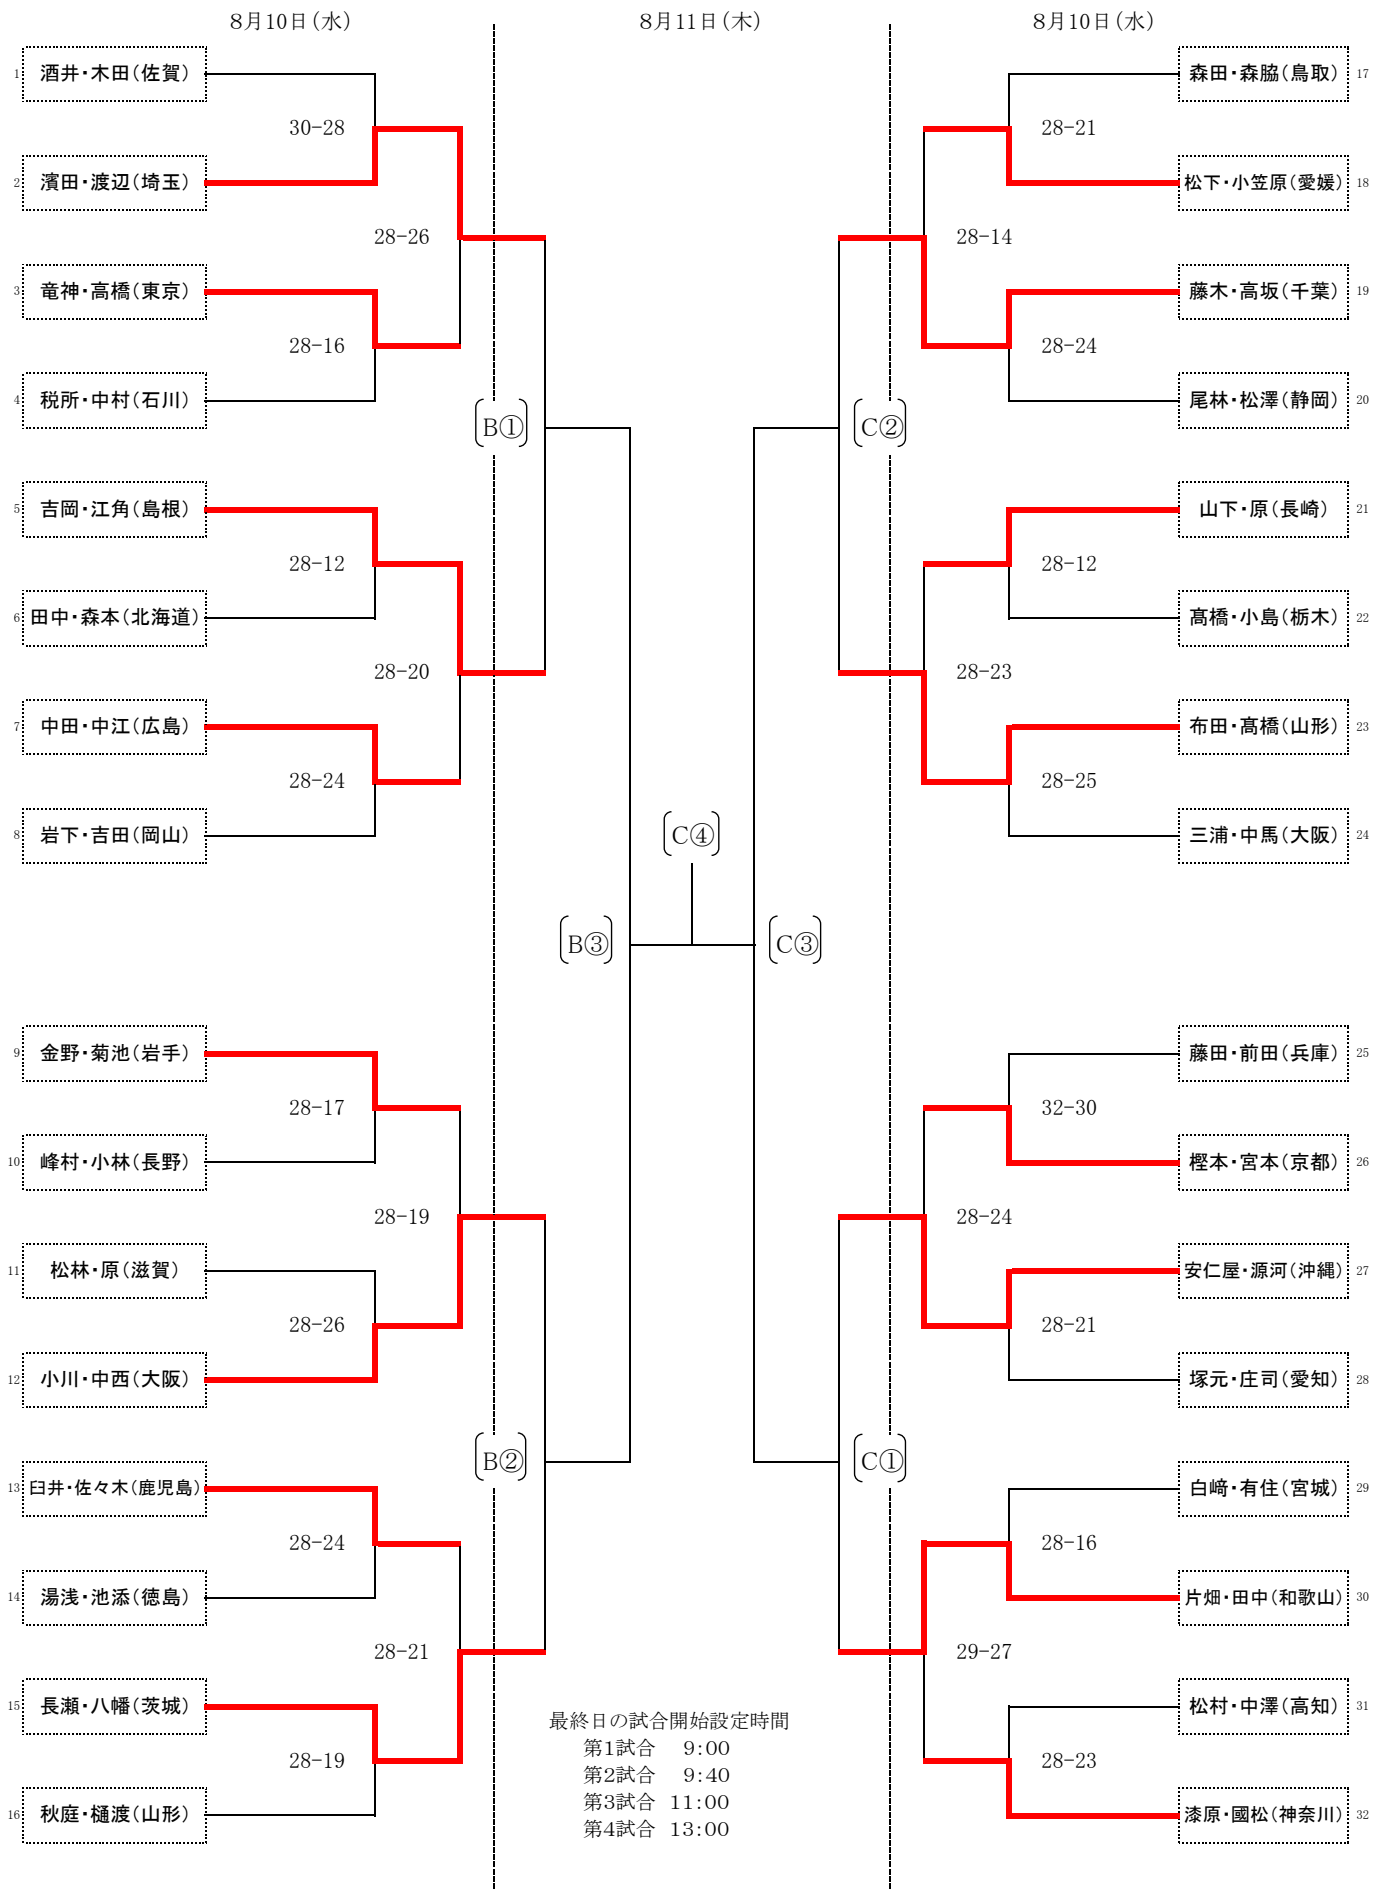 8月10日(水)
8月11日(木)
8月10日(水)
1 酒井・木田(佐賀)
30-28
2 濱田・渡辺(埼玉)
28-26
3 竜神・高橋(東京)
28-16
4 税所・中村(石川)
B①
5 吉岡・江角(島根)
28-12
6 田中・森本(北海道)
28-20
7 中田・中江(広島)
28-24
8 岩下・吉田(岡山)
9 金野・菊池(岩手)
28-17
10 峰村・小林(長野)
28-19
11 松林・原(滋賀)
28-26
12 小川・中西(大阪)
B②
13 臼井・佐々木(鹿児島)
28-24
14 湯浅・池添(徳島)
28-21
15 長瀬・八幡(茨城)
28-19
16 秋庭・樋渡(山形)
C④
B③
C③
森田・森脇(鳥取) 17
28-21
松下・小笠原(愛媛) 18
28-14
藤木・高坂(千葉) 19
28-24
尾林・松澤(静岡) 20
C②
山下・原(長崎) 21
28-12
髙橋・小島(栃木) 22
28-23
布田・髙橋(山形) 23
28-25
三浦・中馬(大阪) 24
藤田・前田(兵庫) 25
32-30
樫本・宮本(京都) 26
28-24
安仁屋・源河(沖縄) 27
28-21
塚元・庄司(愛知) 28
C①
白﨑・有住(宮城) 29
28-16
片畑・田中(和歌山) 30
29-27
松村・中澤(高知) 31
28-23
漆原・國松(神奈川) 32
最終日の試合開始設定時間
第1試合 9:00
第2試合 9:40
第3試合 11:00
第4試合 13:00